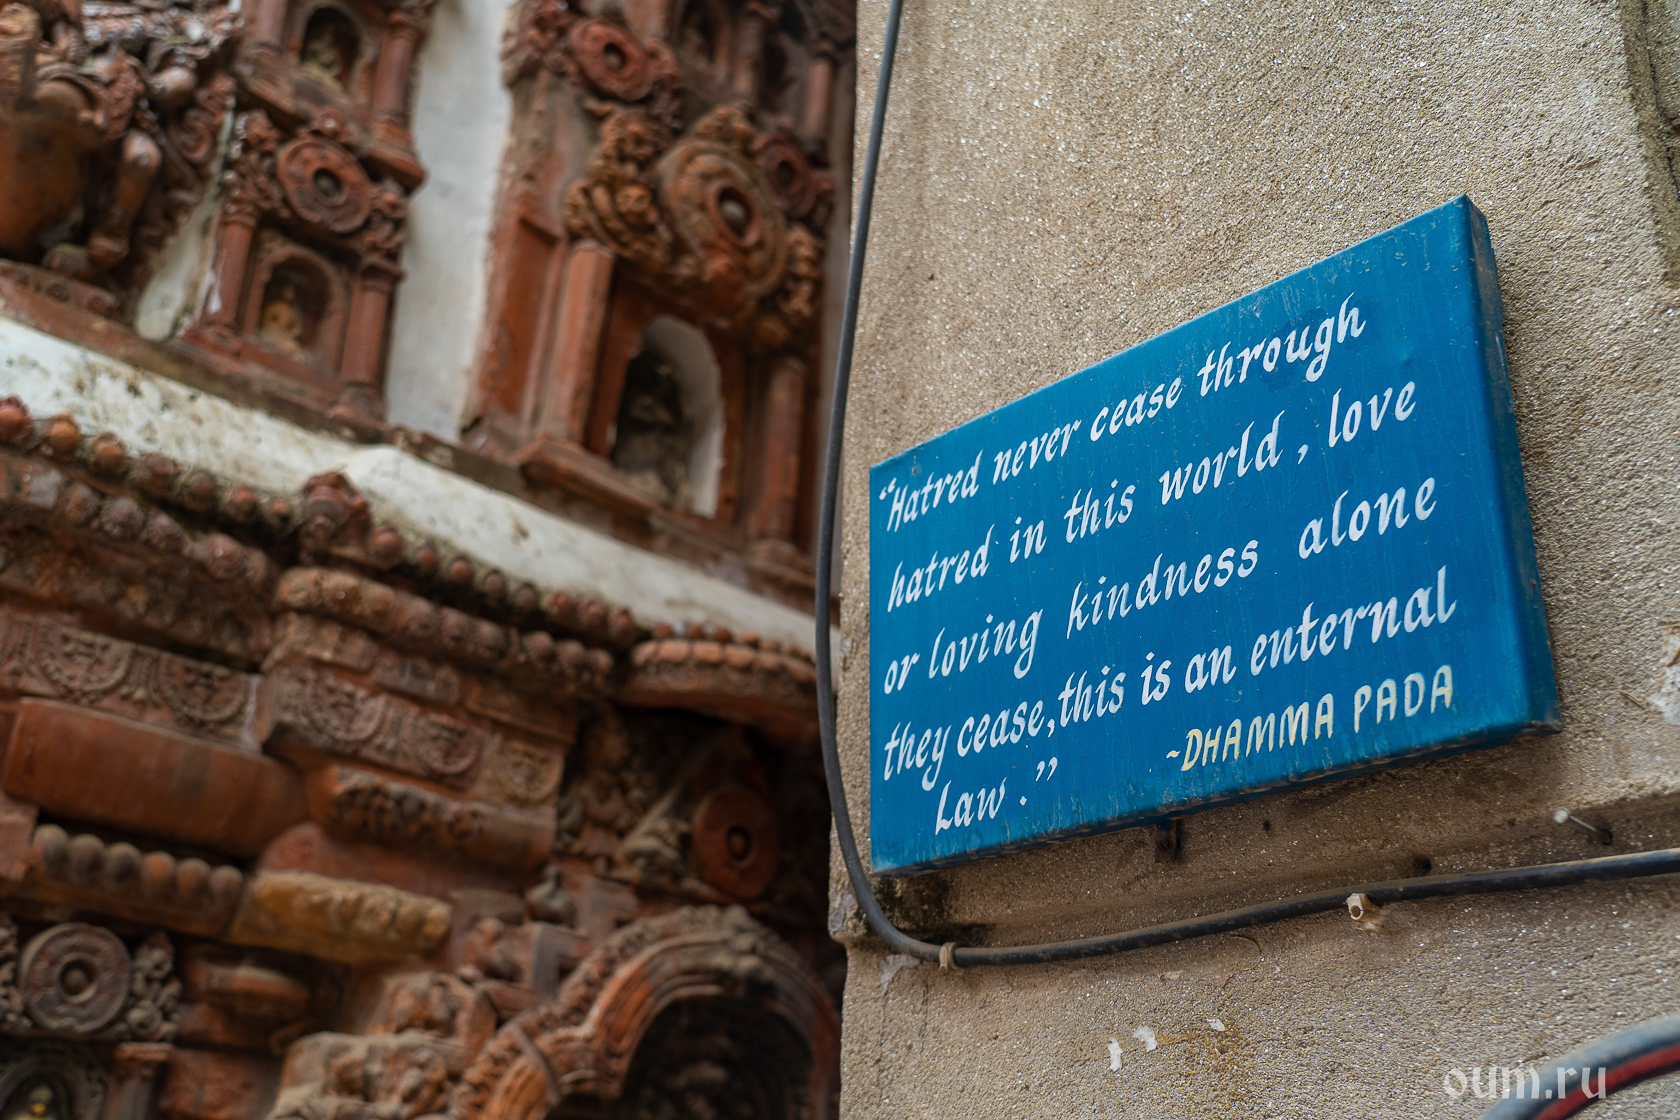 “Hatred never cease through
hatred in this world, love
or loving kindness alone
they cease, this is an enternal
Law.”
~DHAMMA PADA
oum.ru